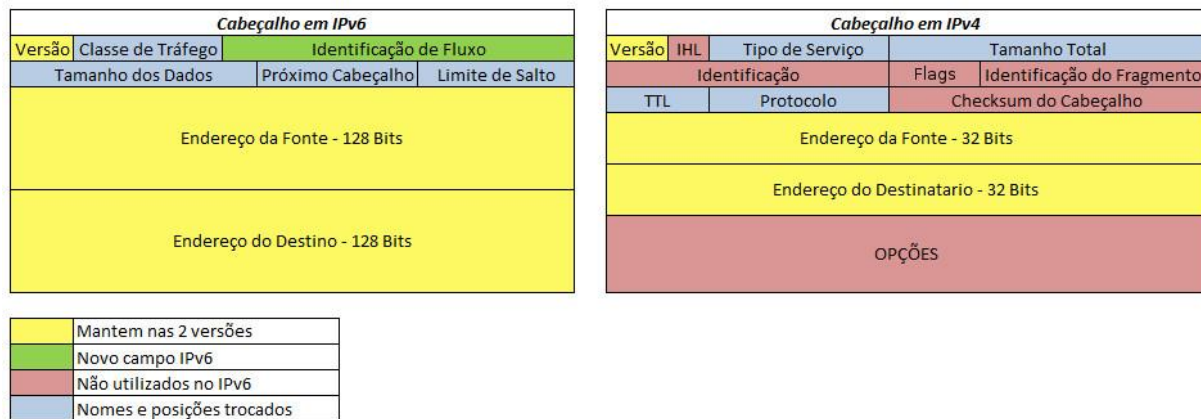 Cabeçalho em IPv6
Versão Classe de Tráfego Identificação de Fluxo
Tamanho dos Dados Próximo Cabeçalho Limite de Salto
Endereço da Fonte - 128 Bits
Endereço do Destino - 128 Bits
Cabeçalho em IPv4
Versão IHL Tipo de Serviço Tamanho Total
Identificação Flags Identificação do Fragmento
TTL Protocolo Checksum do Cabeçalho
Endereço da Fonte - 32 Bits
Endereço do Destinatario - 32 Bits
OPÇÕES
Mantem nas 2 versões
Novo campo IPv6
Não utilizados no IPv6
Nomes e posições trocados